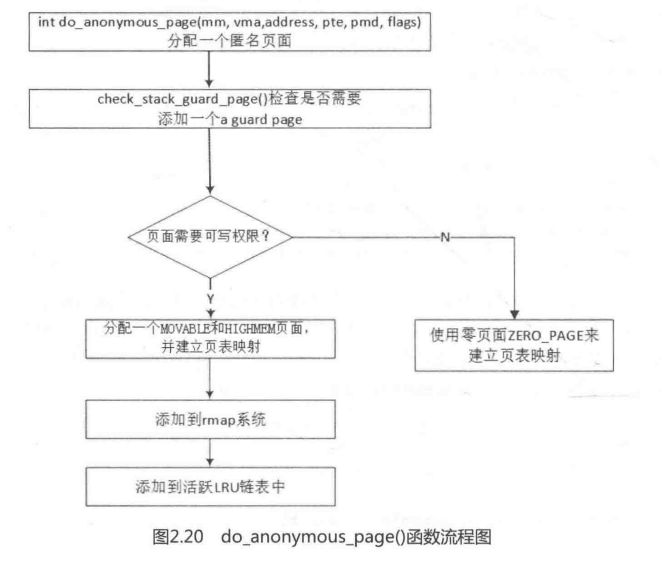 int do_anonymous_page(mm, vma,address, pte, pmd, flags)
分配一个匿名页面
check_stack_guard_page()检查是否需要
添加一个a guard page
页面需要可写权限?
N
Y
分配一个MOVABLE和HIGHMEM页面,
并建立页表映射
使用零页面ZERO_PAGE来
建立页表映射
添加到rmap系统
添加到活跃LRU链表中
图2.20 do_anonymous_page()函数流程图